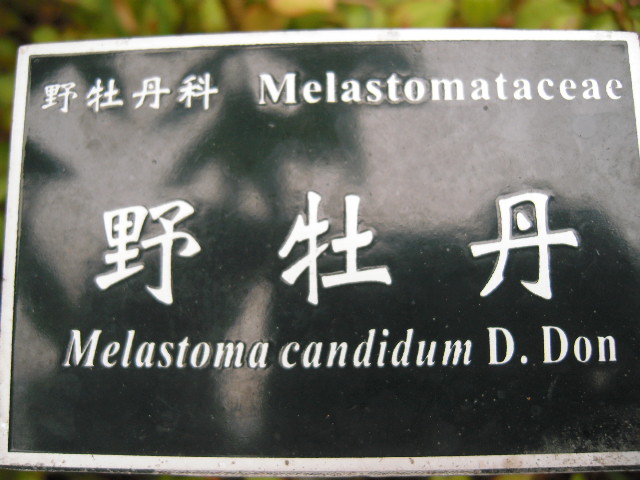 野牡丹科 Melastomataceae
野牡丹
Melastoma candidum D. Don